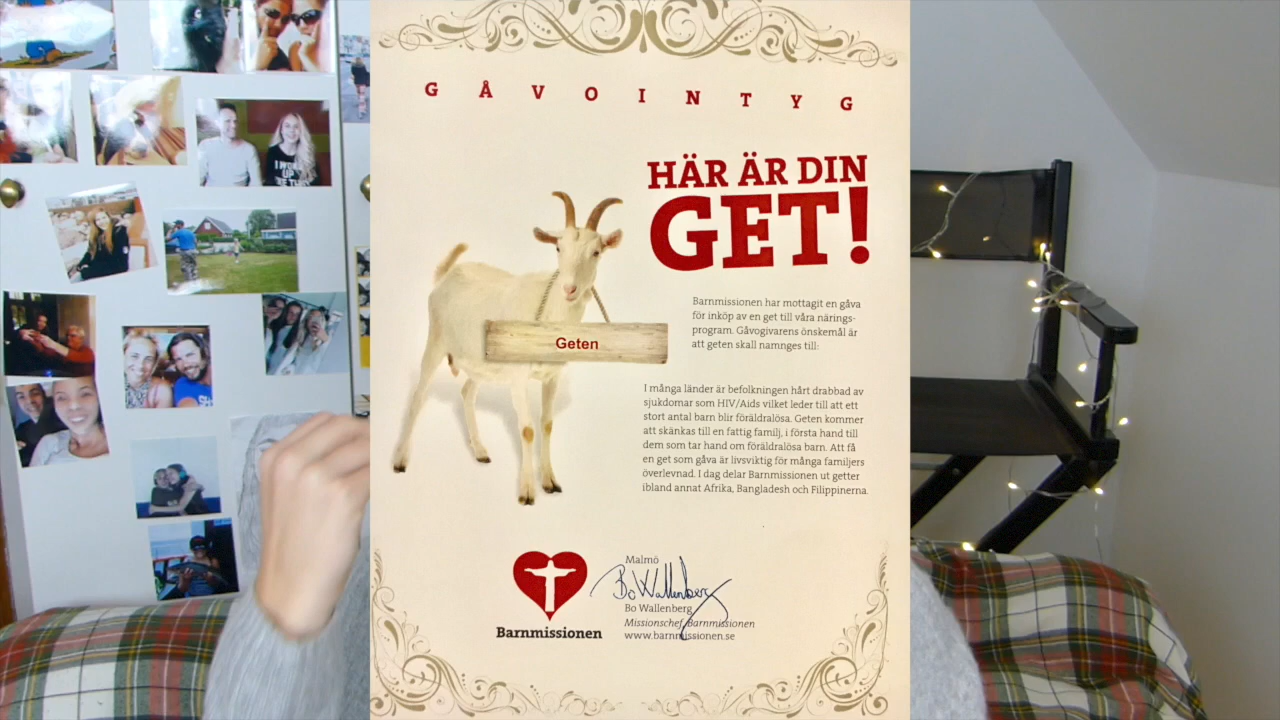 GÅVOINTYG
HÄR ÄR DIN
GET!
Barnmissionen har mottagit en gåva
för inköp av en get till våra närings-
program. Gåvogivarens önskemål är
att geten skall namnges till:
Geten
I många länder är befolkningen hårt drabbad av
sjukdomar som HIV/Aids vilket leder till att ett
stort antal barn blir föräldralösa. Geten kommer
att skänkas till en fattig familj, i första hand till
dem som tar hand om föräldralösa barn. Att få
en get som gåva är livsviktig för många familjers
överlevnad. I dag delar Barnmissionen ut getter
ibland annat Afrika, Bangladesh och Filippinerna.
Malmö
Bo Wallenberg
Bo Wallenberg
Missionschef, Barnmissionen
www.barnmissionen.se
Barnmissionen